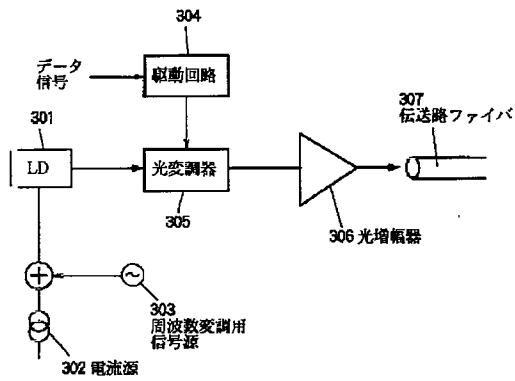 304
データ
信号
駆動回路
307
伝送路ファイバ
301
LD
光変調器
305
306 光増幅器
303
周波数変調用
信号源
302 電流源